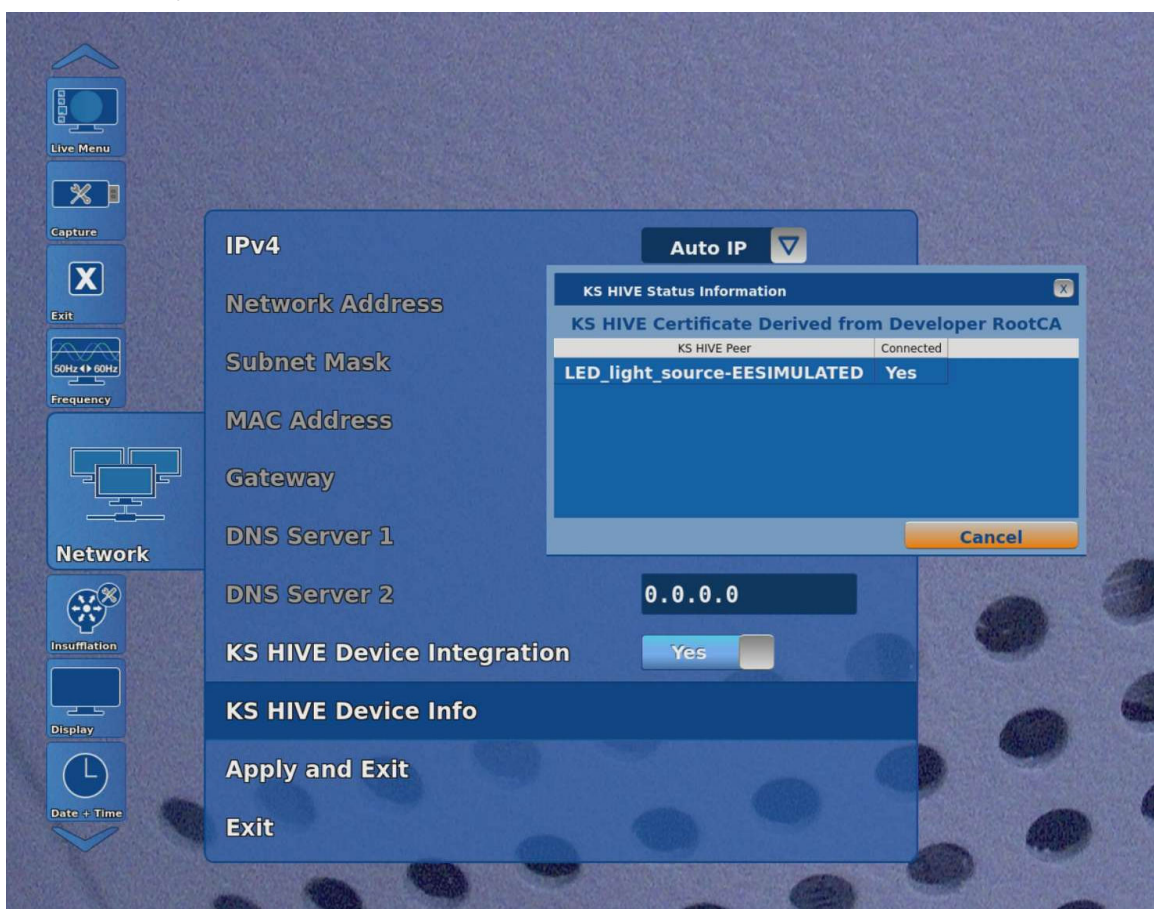 Live Menu
Capture
X
Exit
50Hz 60Hz
Frequency
Network
Insufflation
Display
Date + Time
IPv4
Auto IP
Network Address
Subnet Mask
MAC Address
Gateway
DNS Server 1
DNS Server 2
0.0.0.0
KS HIVE Device Integration
Yes
KS HIVE Device Info
Apply and Exit
Exit
KS HIVE Status Information
X
KS HIVE Certificate Derived from Developer RootCA
KS HIVE Peer Connected
LED_light_source-EESIMULATED Yes
Cancel